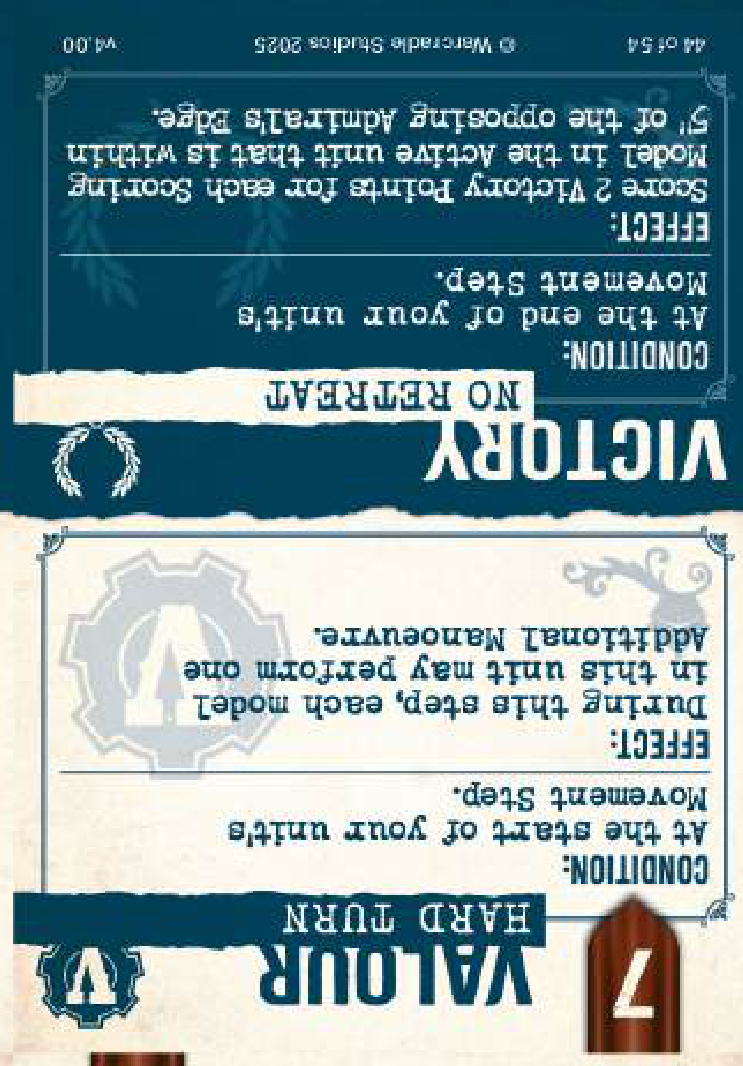 7
VALOUR
HARD TURN
CONDITION:
At the start of your unit's
Movement Step.
EFFECT:
During this step, each model
in this unit may perform one
Additional Manoeuvre.
VICTORY
NO RETREAT
CONDITION:
At the end of your unit's
Movement Step.
EFFECT:
Score 2 Victory Points for each Scoring
Model in the Active unit that is within
5" of the opposing Admiral's Edge.
44 of 54 © Warcradle Studios 2025 v4.00